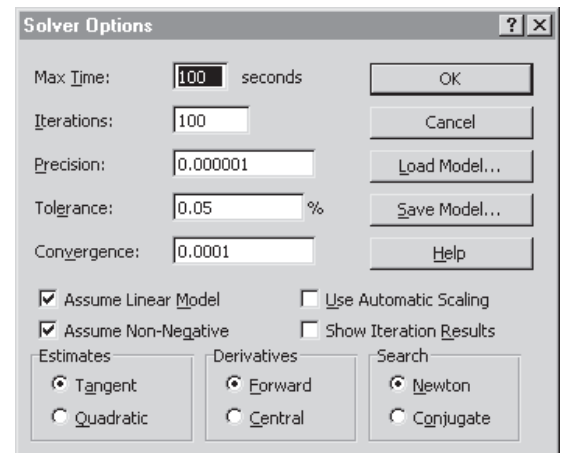 Solver Options ? ×
Max Time: 100 seconds OK
Iterations: 100 Cancel
Precision: 0.000001 Load Model...
Tolerance: 0.05 % Save Model...
Convergence: 0.0001 Help
Assume Linear Model Use Automatic Scaling
Assume Non-Negative Show Iteration Results
Estimates Derivatives Search
Tangent Forward Newton
Quadratic Central Conjugate